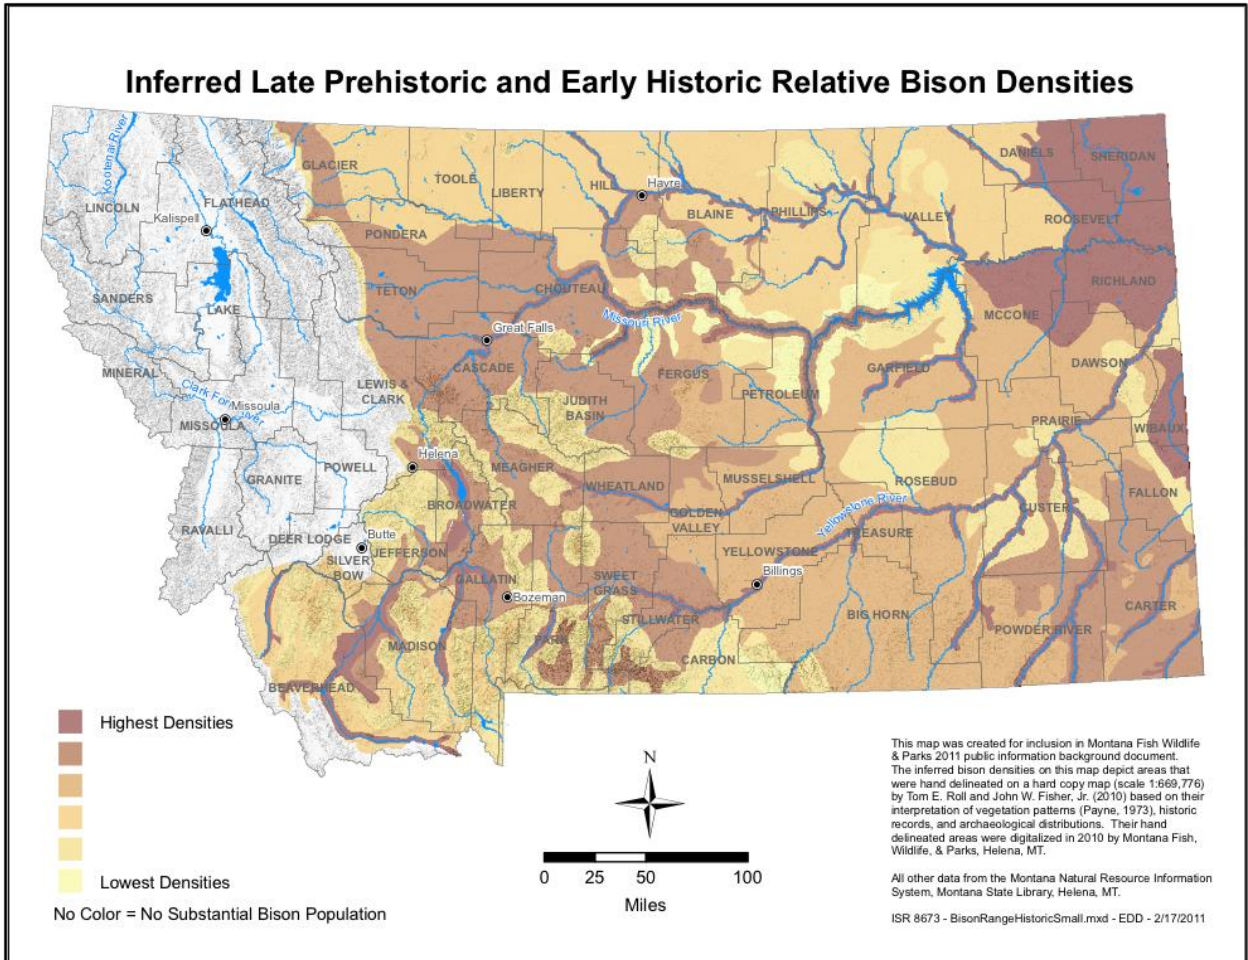 Inferred Late Prehistoric and Early Historic Relative Bison Densities
Kootenai River
LINCOLN
FLATHEAD
Kalispell
GLACIER
TOOLE
LIBERTY
HILL
Havre
BLAINE
PHILLIPS
VALLEY
DANIELS
SHERIDAN
ROOSEVELT
PONDERA
TETON
CHOUTEAU
Missouri River
RICHLAND
MCCONE
SANDERS
LAKE
Great Falls
CASCADE
FERGUS
GARFIELD
DAWSON
MINERAL
Clark Fork River
Missoula
MISSOULA
LEWIS &
CLARK
JUDITH
BASIN
PETROLEUM
PRAIRIE
WIBAUX
Helena
POWELL
GRANITE
MEAGHER
WHEATLAND
MUSSELSHELL
ROSEBUD
FALLON
BROADWATER
GOLDEN
VALLEY
Yellowstone River
TREASURE
CUSTER
RAVALLI
DEER LODGE
Butte
SILVER
BOW
JEFFERSON
YELLOWSTONE
Billings
GALLATIN
Bozeman
SWEET
GRASS
STILLWATER
BIG HORN
CARTER
POWDER RIVER
MADISON
PARK
CARBON
BEAVERHEAD
Highest Densities
Lowest Densities
No Color = No Substantial Bison Population
N
0 25 50 100
Miles
This map was created for inclusion in Montana Fish Wildlife
& Parks 2011 public information background document.
The inferred bison densities on this map depict areas that
were hand delineated on a hard copy map (scale 1:669,776)
by Tom E. Roll and John W. Fisher, Jr. (2010) based on their
interpretation of vegetation patterns (Payne, 1973), historic
records, and archaeological distributions. Their hand
delineated areas were digitalized in 2010 by Montana Fish,
Wildlife, & Parks, Helena, MT.
All other data from the Montana Natural Resource Information
System, Montana State Library, Helena, MT.
ISR 8673 - BisonRangeHistoricSmall.mxd - EDD - 2/17/2011